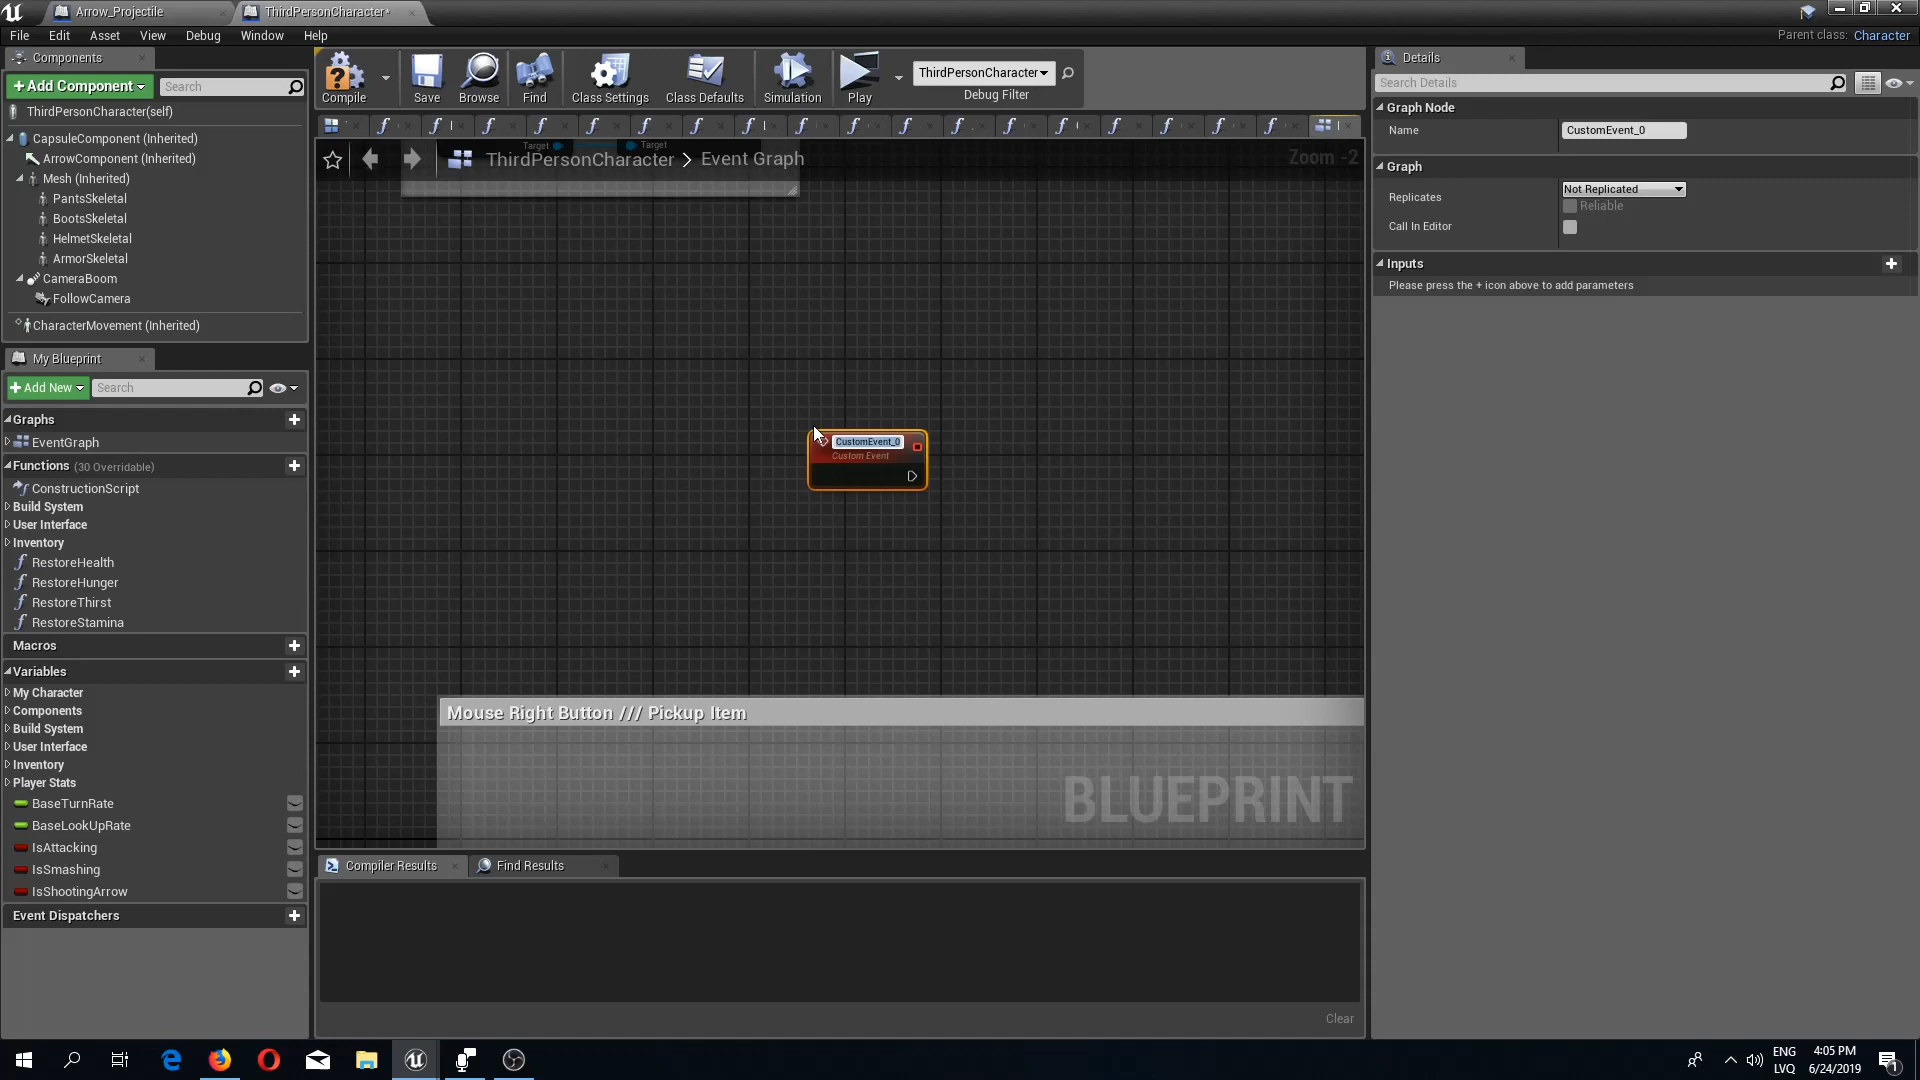 Arrow_Projectile
ThirdPersonCharacter*
File Edit Asset View Debug Window Help
Parent class: Character
Components
+Add Component
Search
ThirdPersonCharacter(self)
CapsuleComponent (Inherited)
ArrowComponent (Inherited)
Mesh (Inherited)
PantsSkeletal
BootsSkeletal
HelmetSkeletal
ArmorSkeletal
CameraBoom
FollowCamera
CharacterMovement (Inherited)
My Blueprint
+Add New
Search
Graphs
EventGraph
Functions (30 Overridable)
ConstructionScript
Build System
User Interface
Inventory
RestoreHealth
RestoreHunger
RestoreThirst
RestoreStamina
Macros
Variables
My Character
Components
Build System
User Interface
Inventory
Player Stats
BaseTurnRate
BaseLookUpRate
IsAttacking
IsSmashing
IsShootingArrow
Event Dispatchers
Compile
Save
Browse
Find
Class Settings
Class Defaults
Simulation
Play
ThirdPersonCharacter
Debug Filter
Target Target
ThirdPersonCharacter > Event Graph
Zoom -2
CustomEvent_0
Custom Event
Mouse Right Button /// Pickup Item
BLUEPRINT
Compiler Results
Find Results
Clear
Details
Search Details
Graph Node
Name CustomEvent_0
Graph
Replicates Not Replicated
Reliable
Call In Editor
Inputs
Please press the + icon above to add parameters
ENG
LVQ
4:05 PM
6/24/2019
1